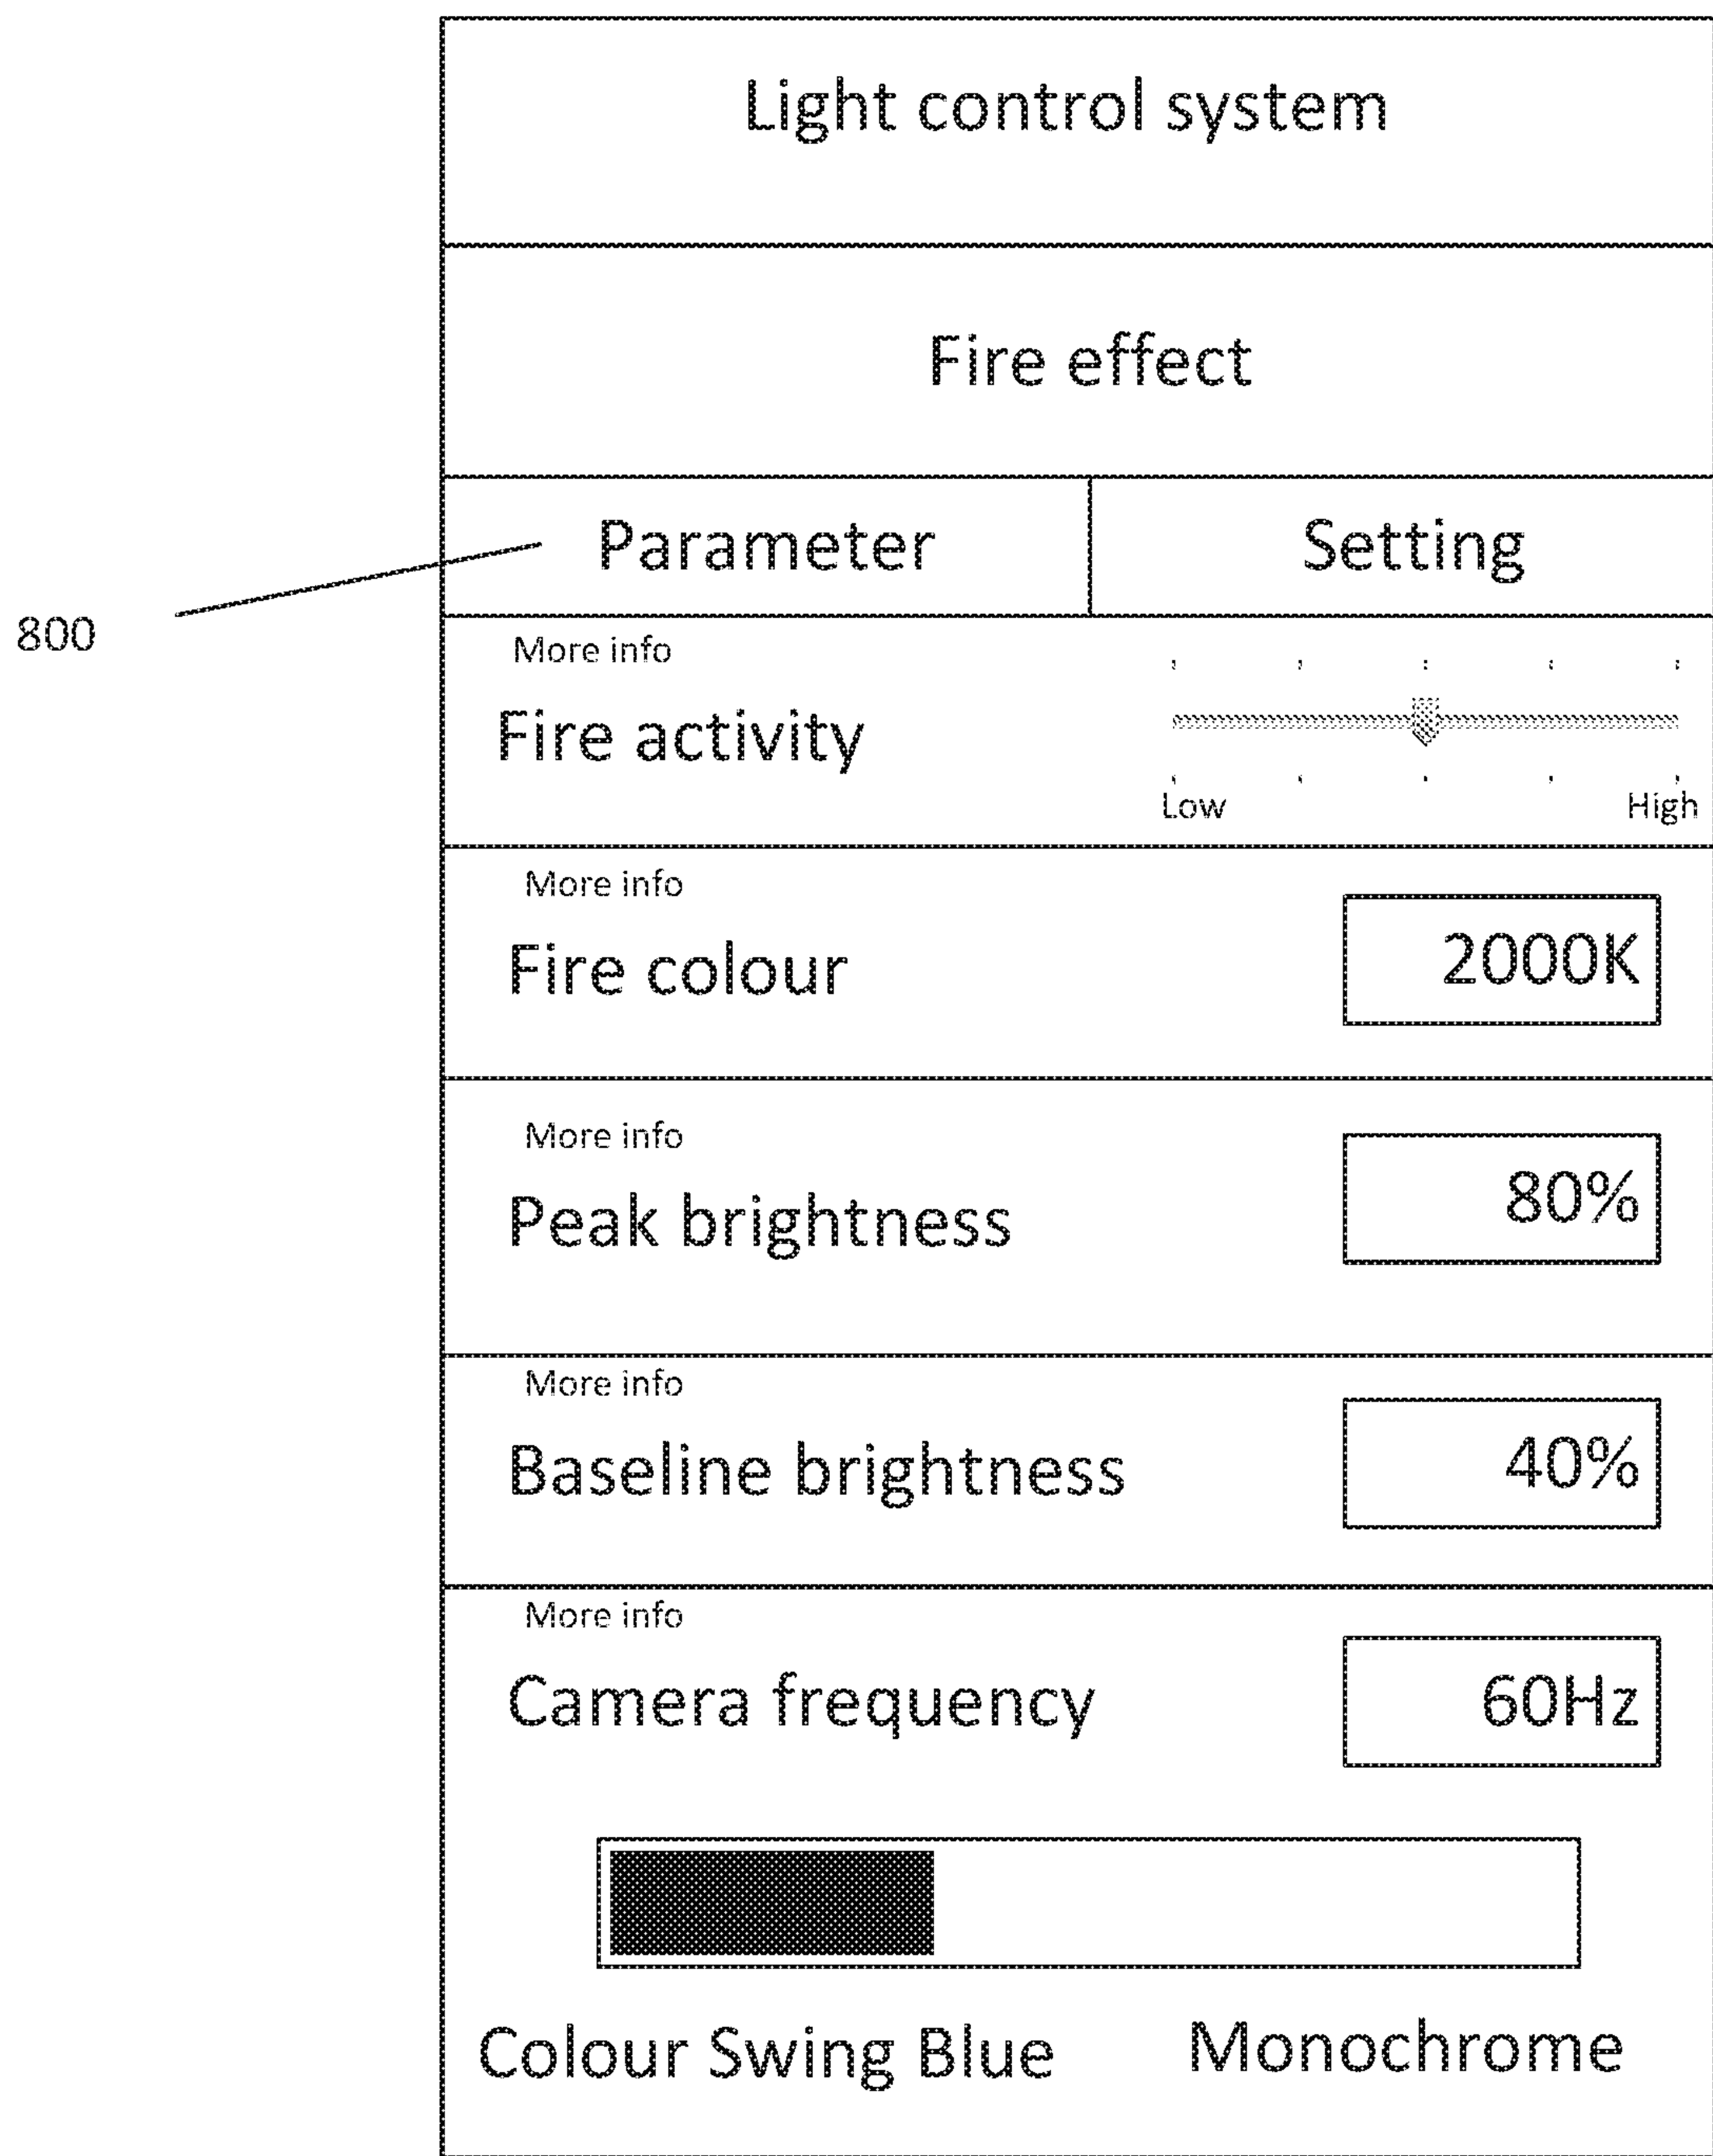 Light control system
Fire effect
Parameter Setting
800
More info
Fire activity
Low High
More info
Fire colour 2000K
More info
Peak brightness 80%
More info
Baseline brightness 40%
More info
Camera frequency 60Hz
Colour Swing Blue Monochrome